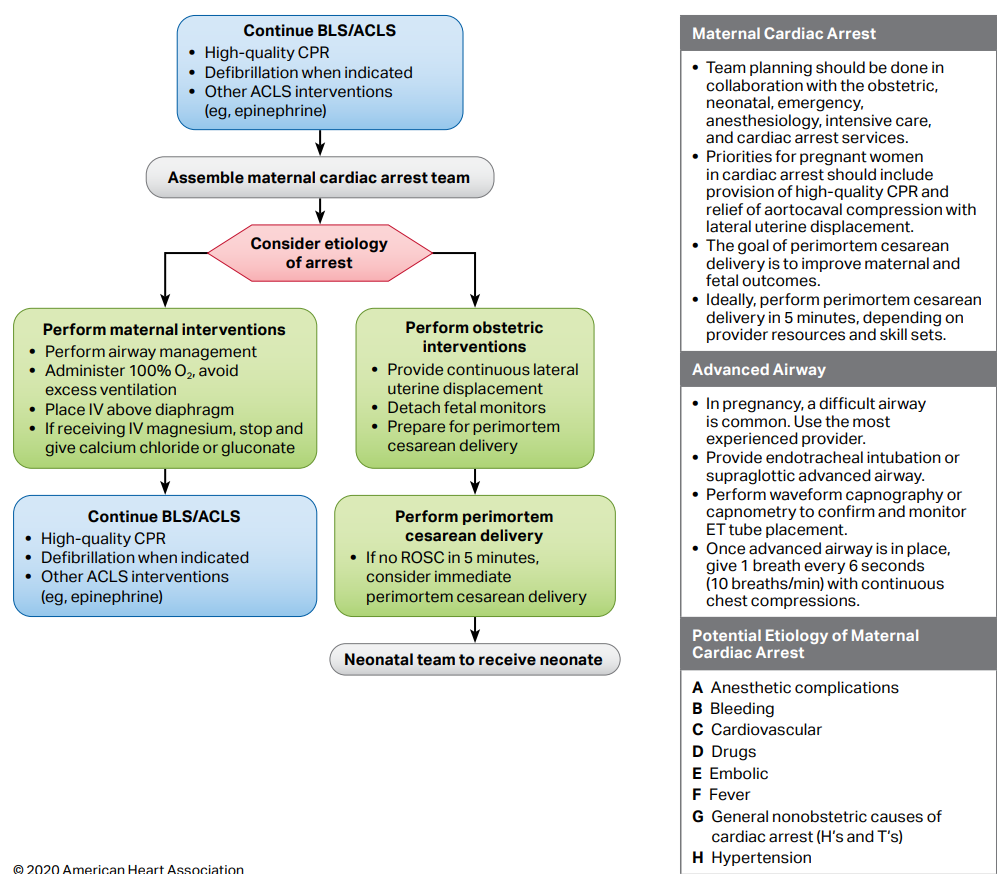 Continue BLS/ACLS
• High-quality CPR
• Defibrillation when indicated
• Other ACLS interventions
(eg, epinephrine)
Assemble maternal cardiac arrest team
Consider etiology
of arrest
Perform maternal interventions
• Perform airway management
• Administer 100% O₂, avoid
excess ventilation
• Place IV above diaphragm
• If receiving IV magnesium, stop and
give calcium chloride or gluconate
Continue BLS/ACLS
• High-quality CPR
• Defibrillation when indicated
• Other ACLS interventions
(eg, epinephrine)
Perform obstetric
interventions
• Provide continuous lateral
uterine displacement
• Detach fetal monitors
• Prepare for perimortem
cesarean delivery
Perform perimortem
cesarean delivery
• If no ROSC in 5 minutes,
consider immediate
perimortem cesarean delivery
Neonatal team to receive neonate
© 2020 American Heart Association
Maternal Cardiac Arrest
• Team planning should be done in
collaboration with the obstetric,
neonatal, emergency,
anesthesiology, intensive care,
and cardiac arrest services.
• Priorities for pregnant women
in cardiac arrest should include
provision of high-quality CPR and
relief of aortocaval compression with
lateral uterine displacement.
• The goal of perimortem cesarean
delivery is to improve maternal and
fetal outcomes.
• Ideally, perform perimortem cesarean
delivery in 5 minutes, depending on
provider resources and skill sets.
Advanced Airway
• In pregnancy, a difficult airway
is common. Use the most
experienced provider.
• Provide endotracheal intubation or
supraglottic advanced airway.
• Perform waveform capnography or
capnometry to confirm and monitor
ET tube placement.
• Once advanced airway is in place,
give 1 breath every 6 seconds
(10 breaths/min) with continuous
chest compressions.
Potential Etiology of Maternal
Cardiac Arrest
A Anesthetic complications
B Bleeding
C Cardiovascular
D Drugs
E Embolic
F Fever
G General nonobstetric causes of
cardiac arrest (H's and T's)
H Hypertension